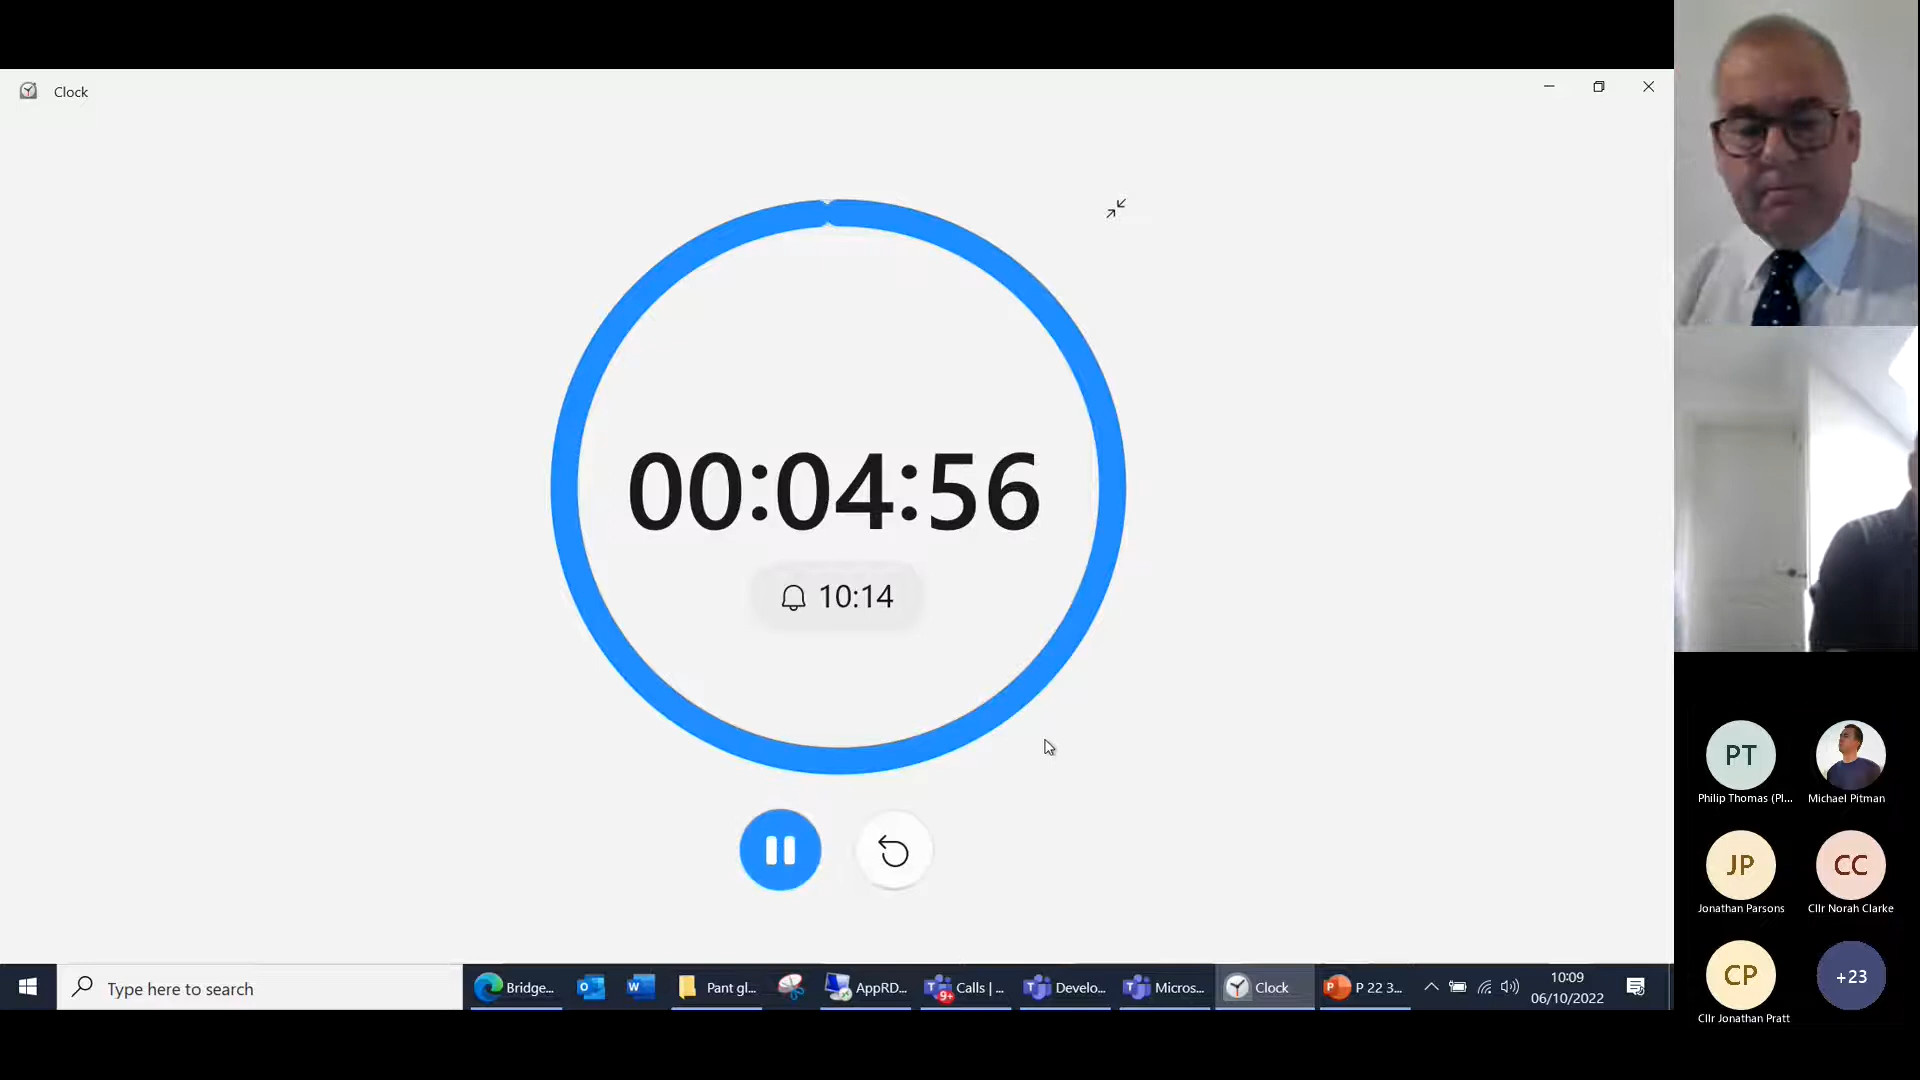 Clock
00:04:56
10:14
PT
Philip Thomas (Pl...
Michael Pitman
JP
Jonathan Parsons
CC
Cllr Norah Clarke
CP
Cllr Jonathan Pratt
+23
Type here to search
Bridge...
Pant gl...
AppRD...
9+
Calls | ...
Develo...
Micros...
Clock
P 22 3...
10:09
06/10/2022